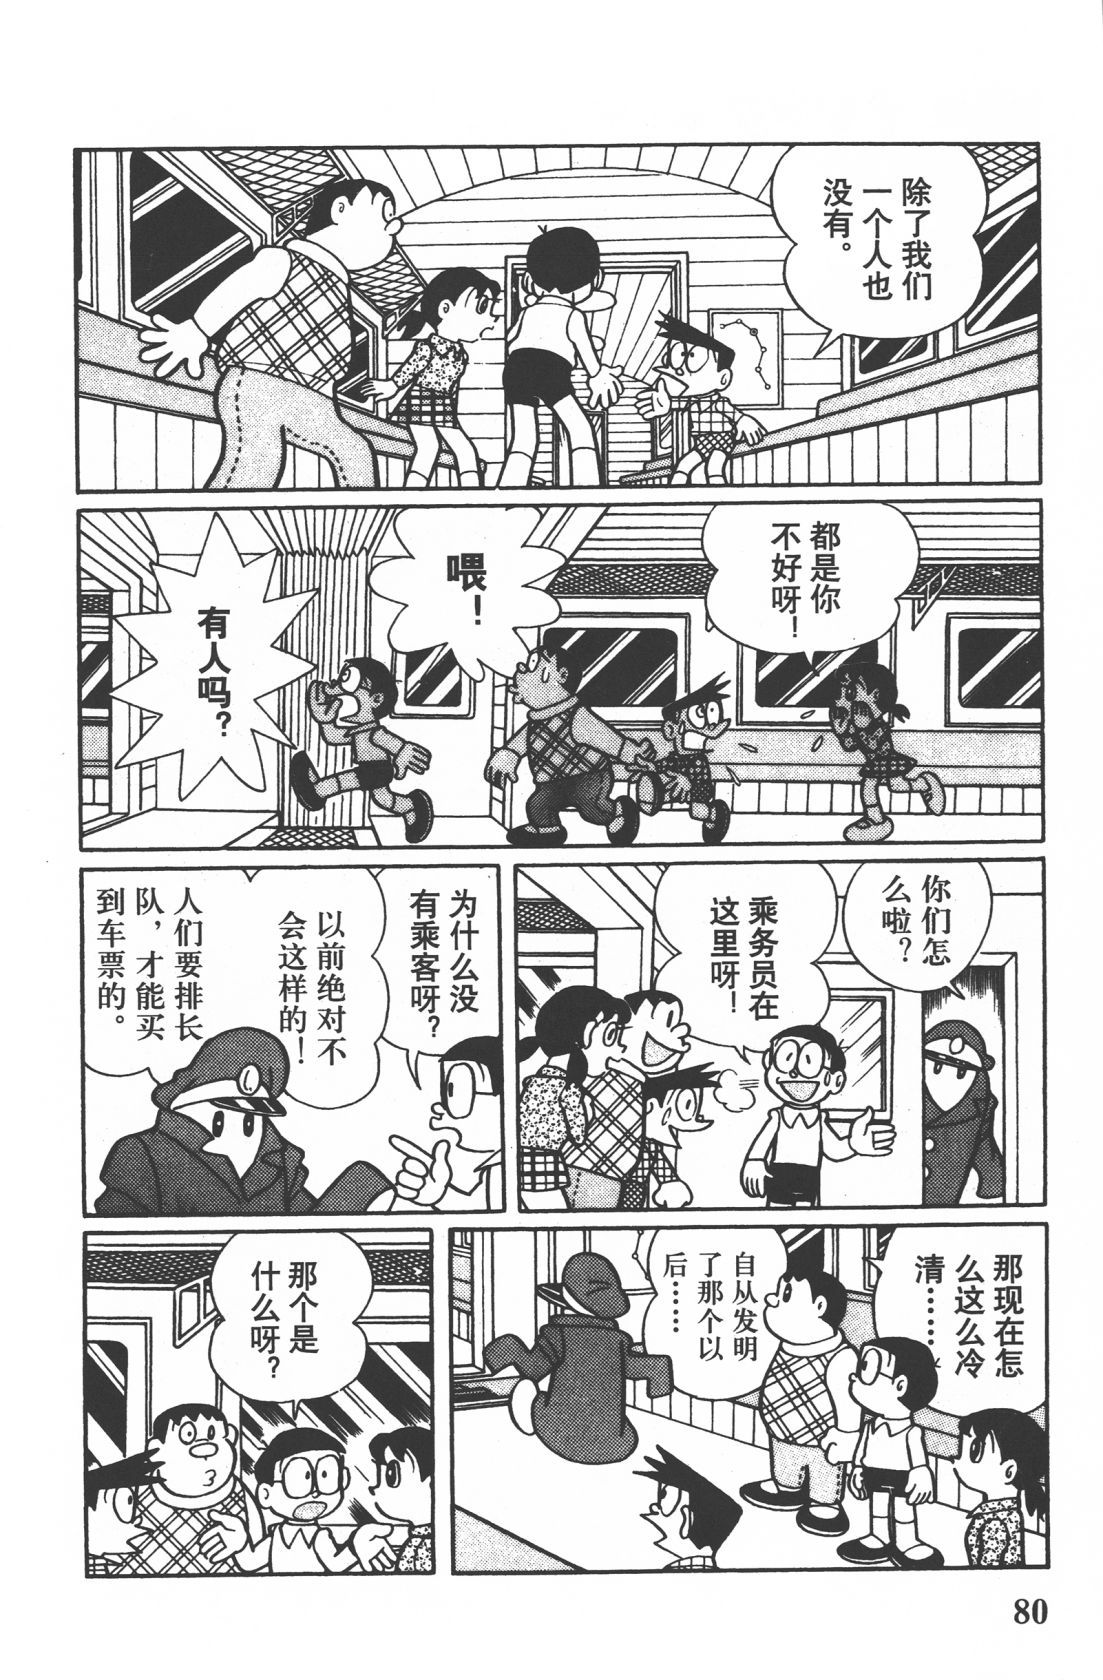 除了我们
一个人也
没有。
都是你
不好呀！
喂！
有人吗？
你们怎
么啦？
乘务员在
这里呀！
为什么没
有乘客呀？
以前绝对不
会这样的！
人们要排长
队，才能买
到车票的。
那现在怎
么这么冷
清……
自从发明
了那个以
后……
那个是
什么呀？
80